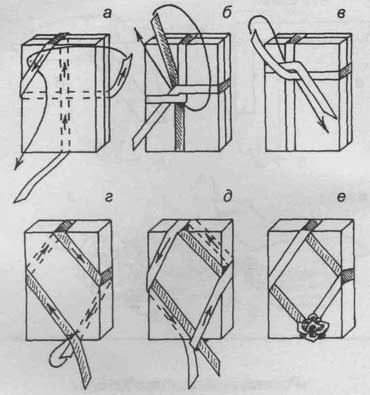 а б в
г д е